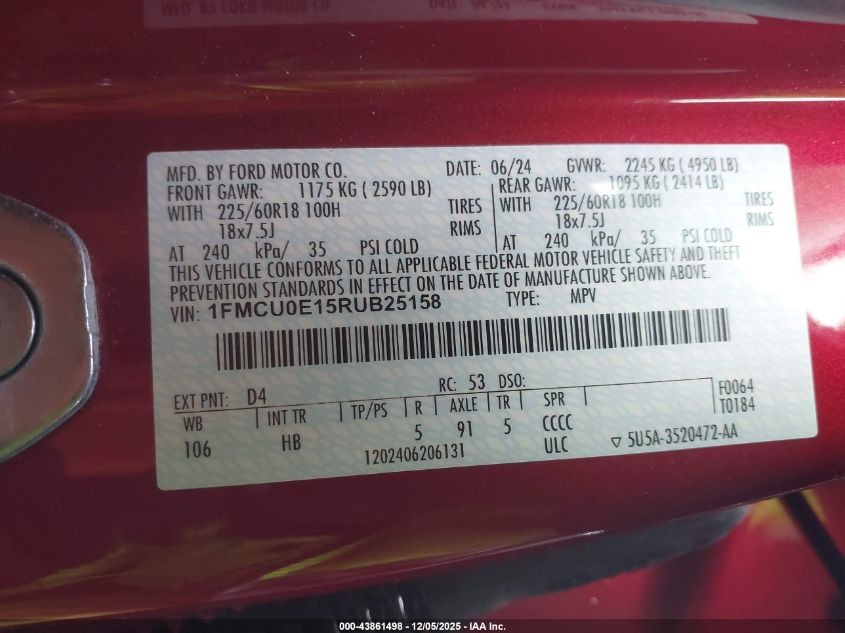 MFD. BY FORD MOTOR CO. DATE: 06/24 GVWR: 2245 KG ( 4950 LB)
FRONT GAWR: 1175 KG ( 2590 LB) REAR GAWR: 1095 KG ( 2414 LB)
WITH 225/60R18 100H TIRES WITH 225/60R18 100H TIRES
18x7.5J RIMS 18x7.5J RIMS
AT 240 kPa/ 35 PSI COLD AT 240 kPa/ 35 PSI COLD
THIS VEHICLE CONFORMS TO ALL APPLICABLE FEDERAL MOTOR VEHICLE SAFETY AND THEFT
PREVENTION STANDARDS IN EFFECT ON THE DATE OF MANUFACTURE SHOWN ABOVE.
VIN: 1FMCU0E15RUB25158 TYPE: MPV
EXT PNT: D4 RC: 53 DSO: F0064
WB INT TR TP/PS R AXLE TR SPR T0184
106 HB 5 91 5 CCCC
1202406206131 ULC ▽ 5U5A-3520472-AA
000-43861498 - 12/05/2025 - IAA Inc.